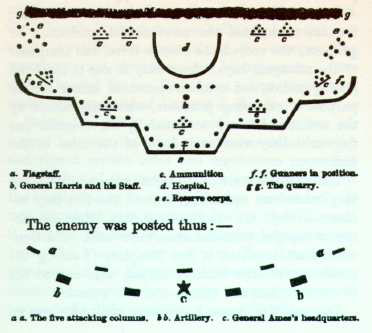 g g
e e
c c c c
d
f. c c f.
b
c c
c
a
a. Flagstaff. c. Ammunition f. f. Gunners in position.
b. General Harris and his Staff. d. Hospital. g g. The quarry.
e e. Reserve corps.
The enemy was posted thus:—
a a
b c b
a a. The five attacking columns. b b. Artillery. c. General Ames's headquarters.